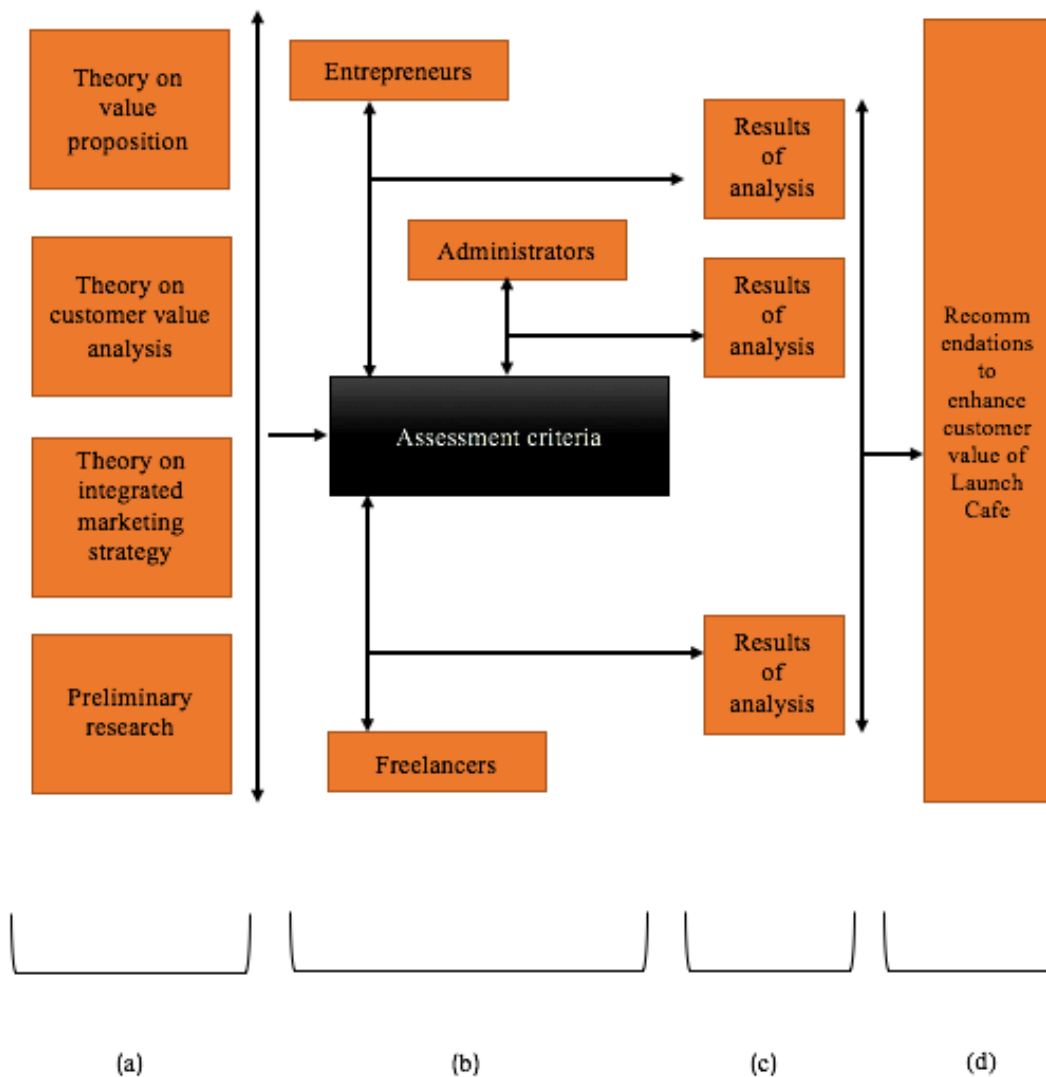 Theory on
value
proposition
Theory on
customer value
analysis
Theory on
integrated
marketing
strategy
Preliminary
research
Entrepreneurs
Administrators
Assessment criteria
Freelancers
Results
of
analysis
Results
of
analysis
Results
of
analysis
Recomm
endations
to
enhance
customer
value of
Launch
Cafe
(a)
(b)
(c)
(d)